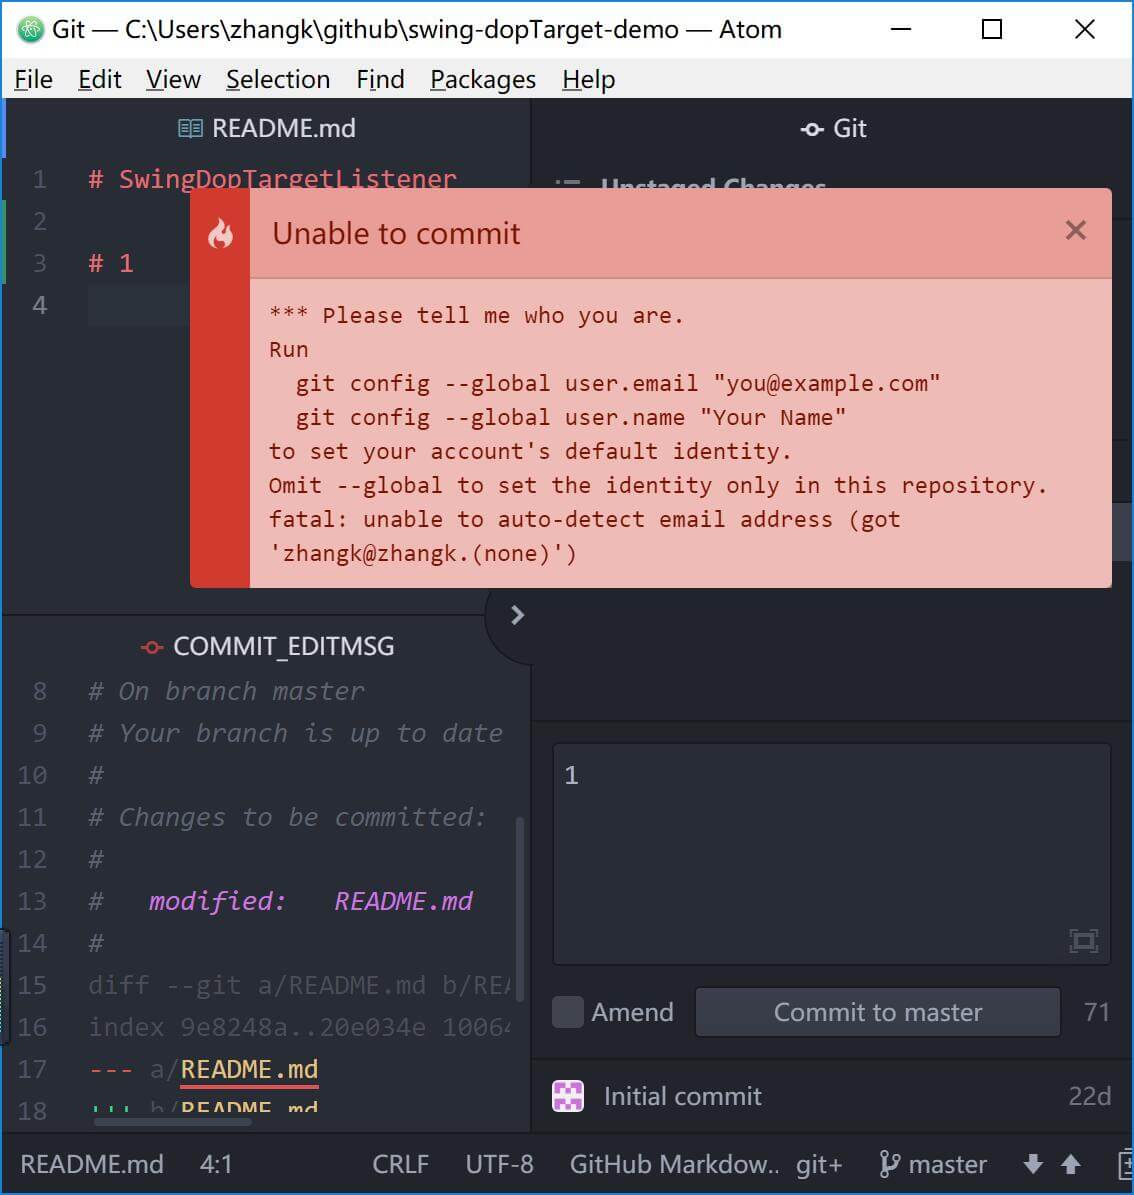 Git — C:\Users\zhangk\github\swing-dopTarget-demo — Atom
File Edit View Selection Find Packages Help
README.md
Git
1 # SwingDopTargetListener
2
3 # 1
4
Unstaged Changes
Unable to commit
*** Please tell me who you are.
Run
git config --global user.email "you@example.com"
git config --global user.name "Your Name"
to set your account's default identity.
Omit --global to set the identity only in this repository.
fatal: unable to auto-detect email address (got
'zhangk@zhangk.(none)')
COMMIT_EDITMSG
8 # On branch master
9 # Your branch is up to date
10 #
11 # Changes to be committed:
12 #
13 # modified: README.md
14 #
15 diff --git a/README.md b/REA
16 index 9e8248a..20e034e 10064
17 --- a/README.md
18 +++ b/README.md
1
Amend
Commit to master
71
Initial commit
22d
README.md 4:1 CRLF UTF-8 GitHub Markdow.. git+ master